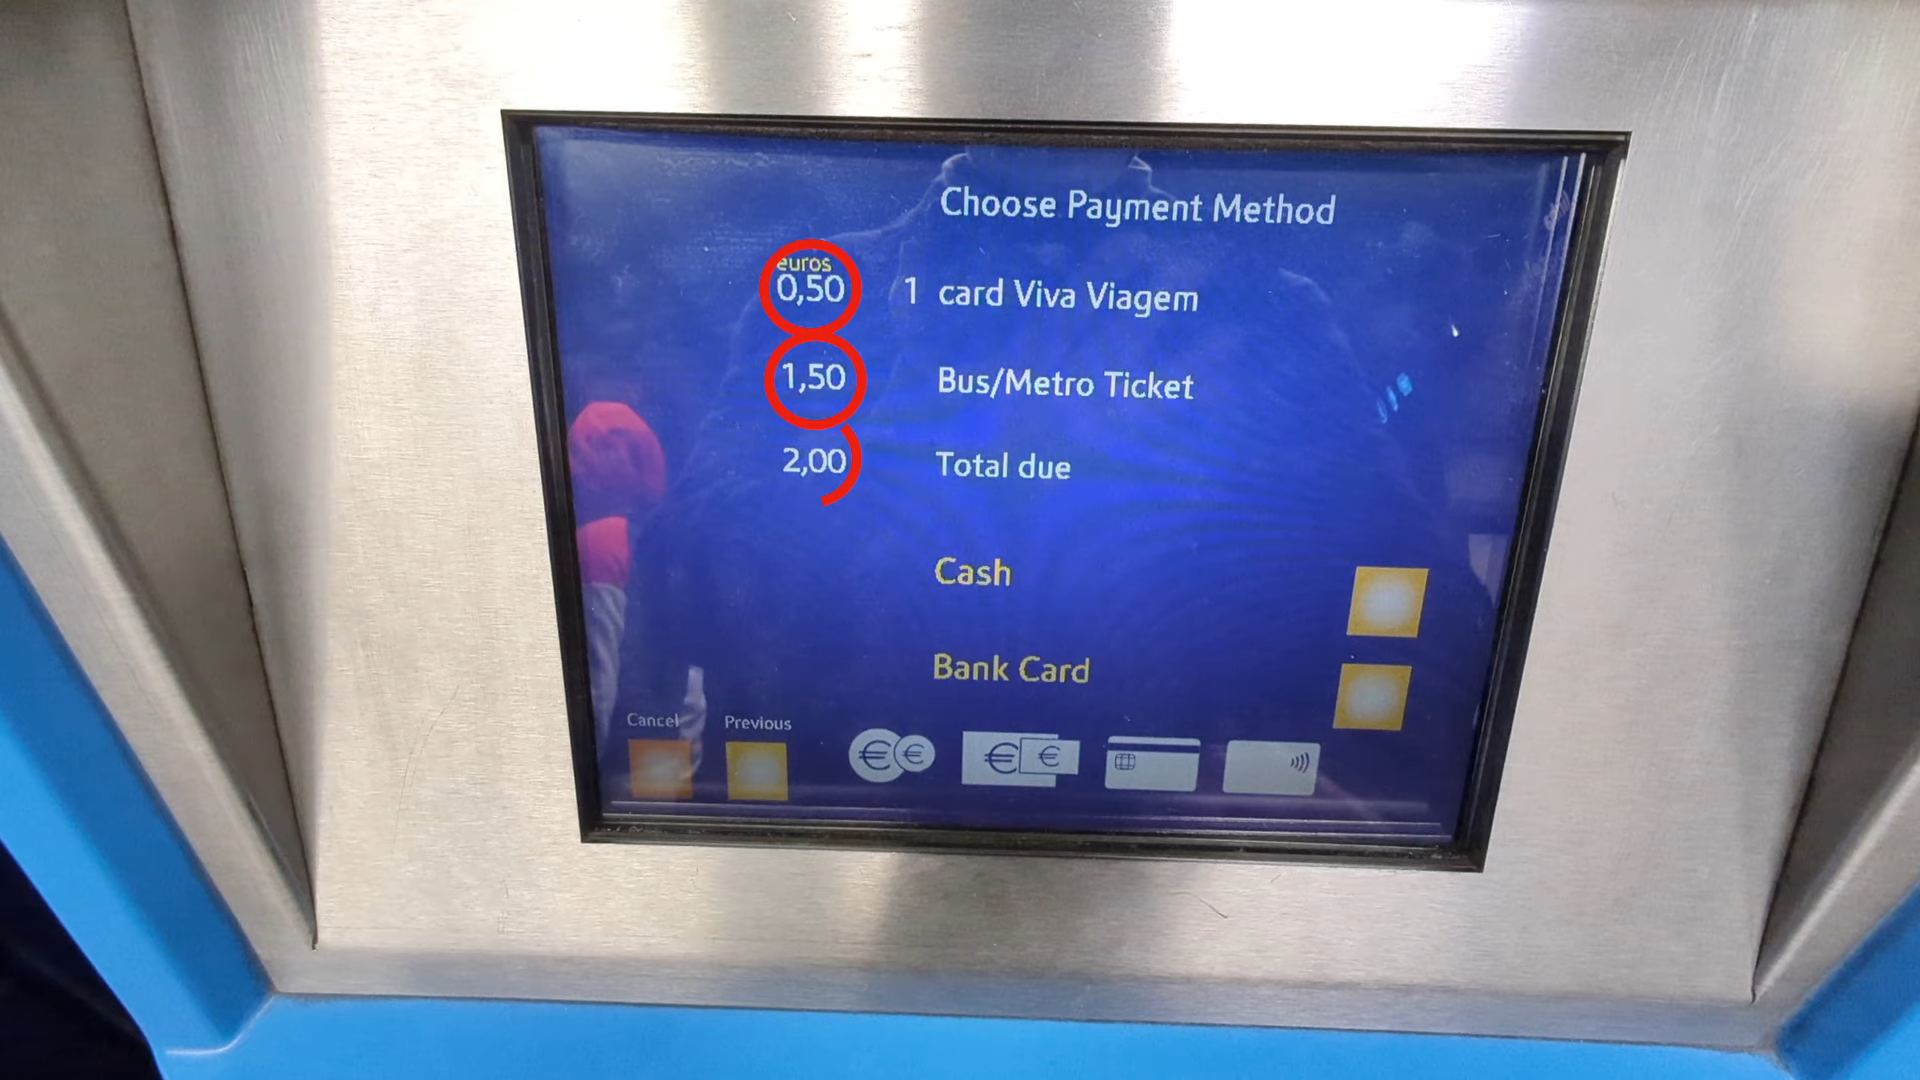 Choose Payment Method
euros
0,50 1 card Viva Viagem
1,50 Bus/Metro Ticket
2,00 Total due
Cash
Bank Card
Cancel Previous
€ € € €